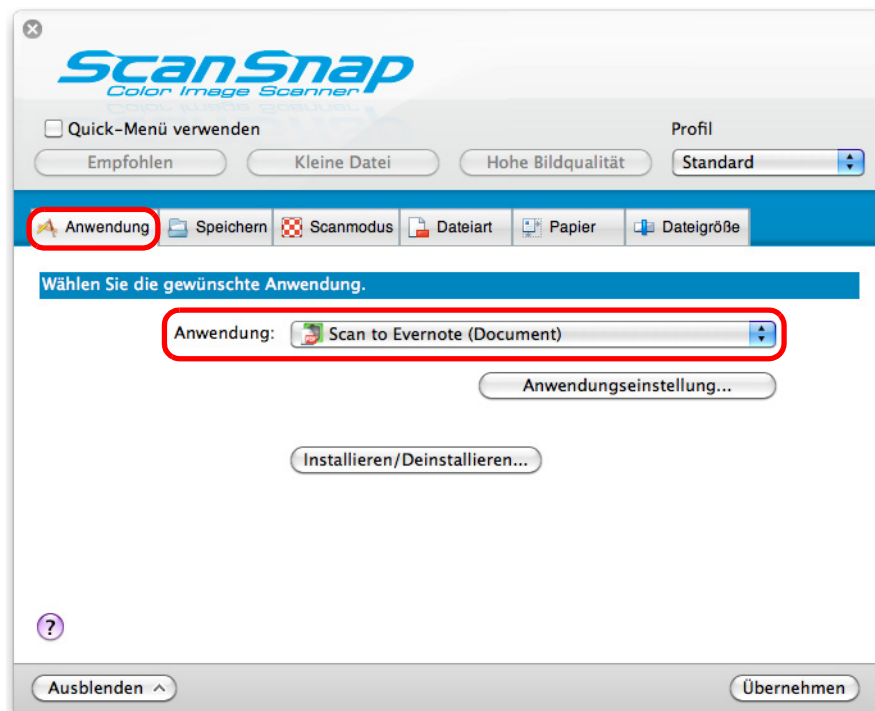 ScanSnap
Color Image Scanner
Quick-Menü verwenden
Profil
Empfohlen Kleine Datei Hohe Bildqualität Standard
Anwendung Speichern Scanmodus Dateiart Papier Dateigröße
Wählen Sie die gewünschte Anwendung.
Anwendung: Scan to Evernote (Document)
Anwendungseinstellung...
Installieren/Deinstallieren...
?
Ausblenden Übernehmen